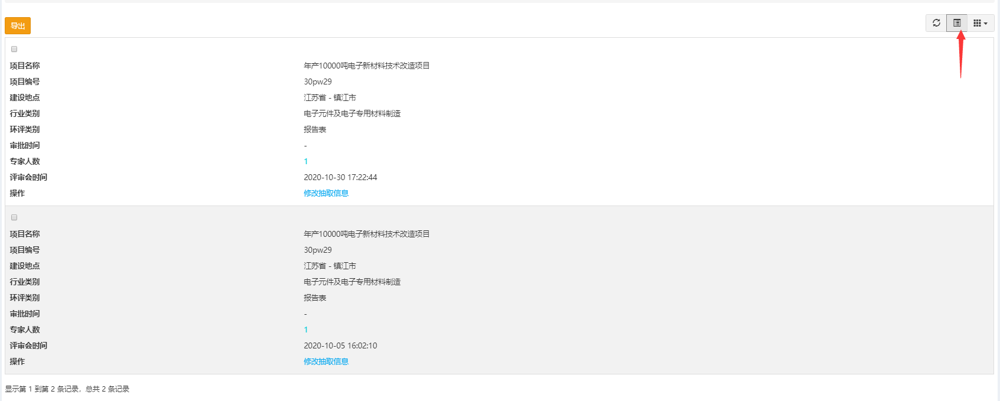 导出
项目名称 年产10000吨电子新材料技术改造项目
项目编号 30pw29
建设地点 江苏省 - 镇江市
行业类别 电子元件及电子专用材料制造
环评类别 报告表
审批时间 -
专家人数 1
评审会时间 2020-10-30 17:22:44
操作 修改抽取信息
项目名称 年产10000吨电子新材料技术改造项目
项目编号 30pw29
建设地点 江苏省 - 镇江市
行业类别 电子元件及电子专用材料制造
环评类别 报告表
审批时间 -
专家人数 1
评审会时间 2020-10-05 16:02:10
操作 修改抽取信息
显示第 1 到第 2 条记录，总共 2 条记录